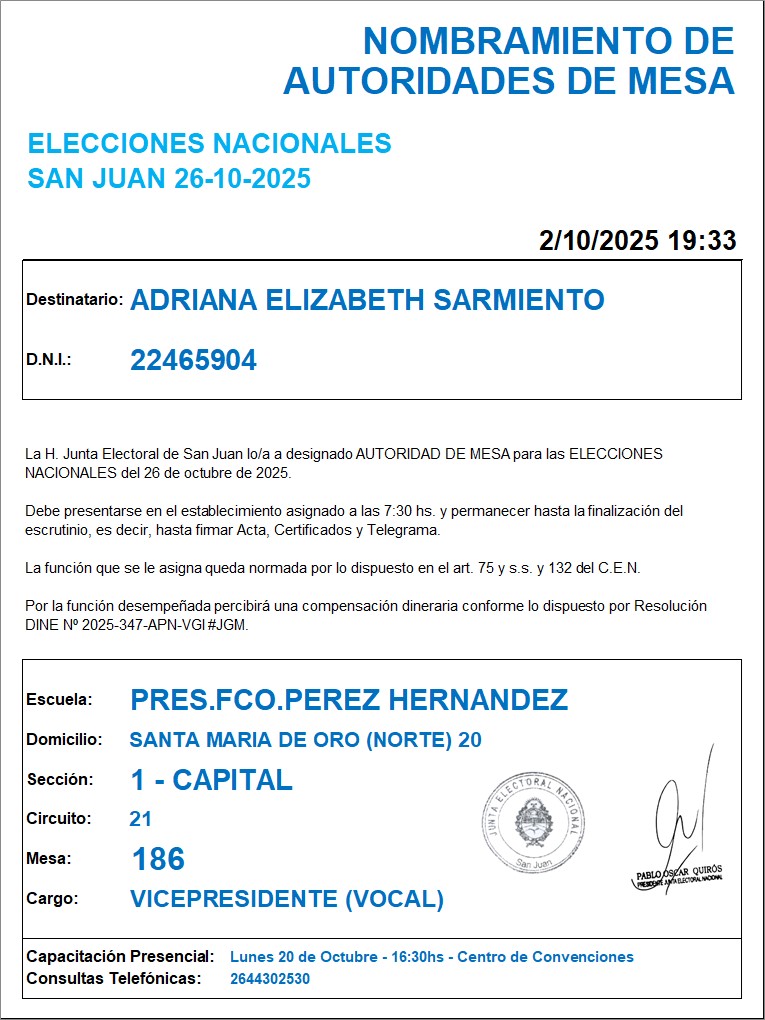 NOMBRAMIENTO DE
AUTORIDADES DE MESA
ELECCIONES NACIONALES
SAN JUAN 26-10-2025
2/10/2025 19:33
Destinatario: ADRIANA ELIZABETH SARMIENTO
D.N.I.: 22465904
La H. Junta Electoral de San Juan lo/a a designado AUTORIDAD DE MESA para las ELECCIONES
NACIONALES del 26 de octubre de 2025.
Debe presentarse en el establecimiento asignado a las 7:30 hs. y permanecer hasta la finalización del
escrutinio, es decir, hasta firmar Acta, Certificados y Telegrama.
La función que se le asigna queda normada por lo dispuesto en el art. 75 y s.s. y 132 del C.E.N.
Por la función desempeñada percibirá una compensación dineraria conforme lo dispuesto por Resolución
DINE Nº 2025-347-APN-VGI#JGM.
Escuela: PRES.FCO.PEREZ HERNANDEZ
Domicilio: SANTA MARIA DE ORO (NORTE) 20
Sección: 1 - CAPITAL
Circuito: 21
Mesa: 186
Cargo: VICEPRESIDENTE (VOCAL)
JUNTA ELECTORAL NACIONAL
San Juan
PABLO OSCAR QUIRÓS
PRESIDENTE JUNTA ELECTORAL NACIONAL
Capacitación Presencial: Lunes 20 de Octubre - 16:30hs - Centro de Convenciones
Consultas Telefónicas: 2644302530